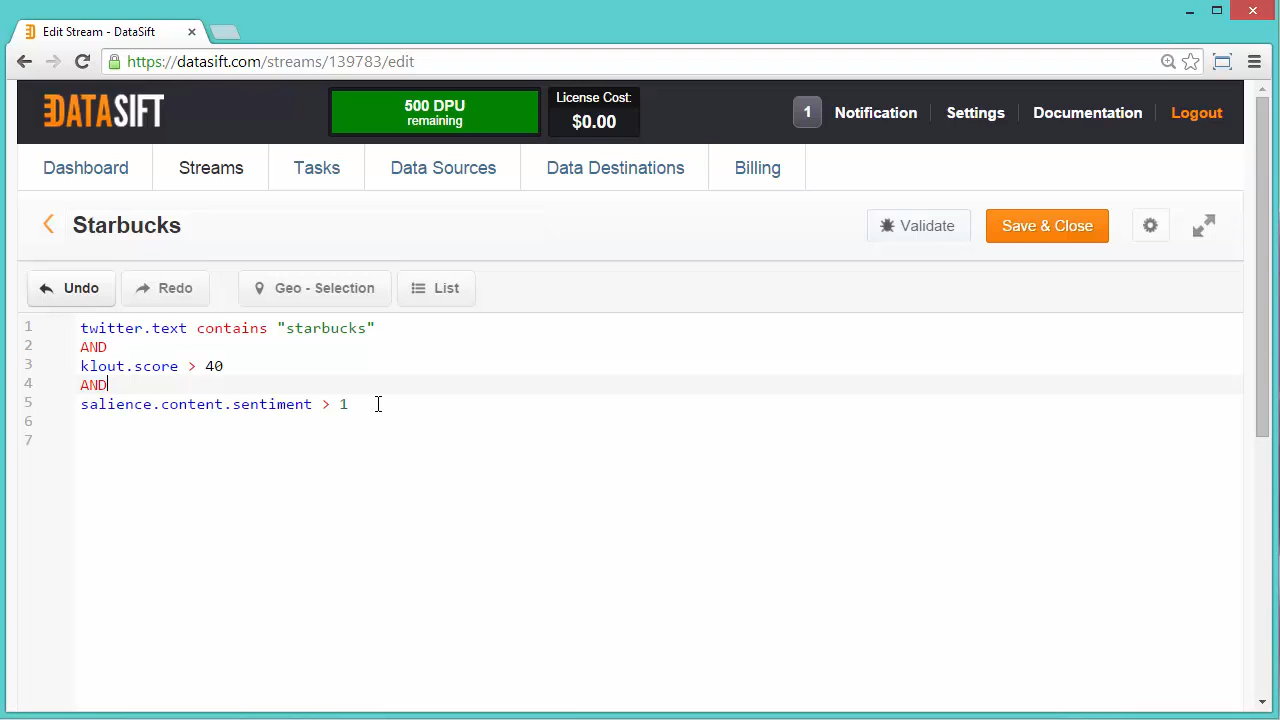 Edit Stream - DataSift
https://datasift.com/streams/139783/edit
DATASIFT
500 DPU
remaining
License Cost:
$0.00
1 Notification Settings Documentation Logout
Dashboard Streams Tasks Data Sources Data Destinations Billing
Starbucks
Validate
Save & Close
Undo Redo Geo - Selection List
1 twitter.text contains "starbucks"
2 AND
3 klout.score > 40
4 AND
5 salience.content.sentiment > 1
6
7